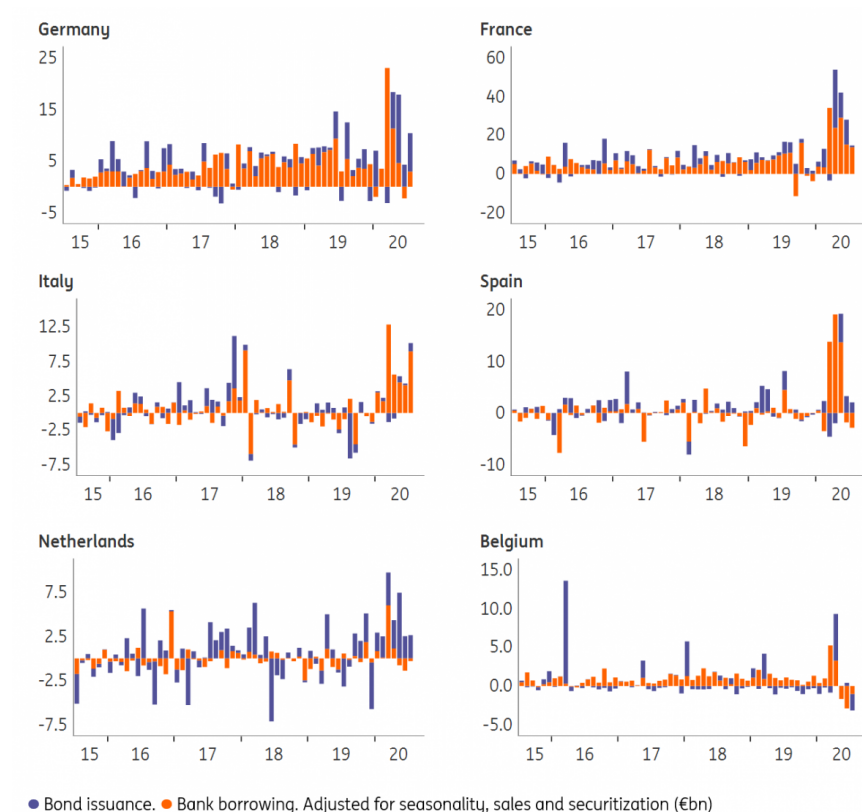 Germany
25
15
5
-5
15 16 17 18 19 20
France
60
40
20
0
-20
15 16 17 18 19 20
Italy
12.5
7.5
2.5
-2.5
-7.5
15 16 17 18 19 20
Spain
20
10
0
-10
15 16 17 18 19 20
Netherlands
7.5
2.5
-2.5
-7.5
15 16 17 18 19 20
Belgium
15.0
10.0
5.0
0.0
-5.0
15 16 17 18 19 20
Bond issuance. Bank borrowing. Adjusted for seasonality, sales and securitization (€bn)